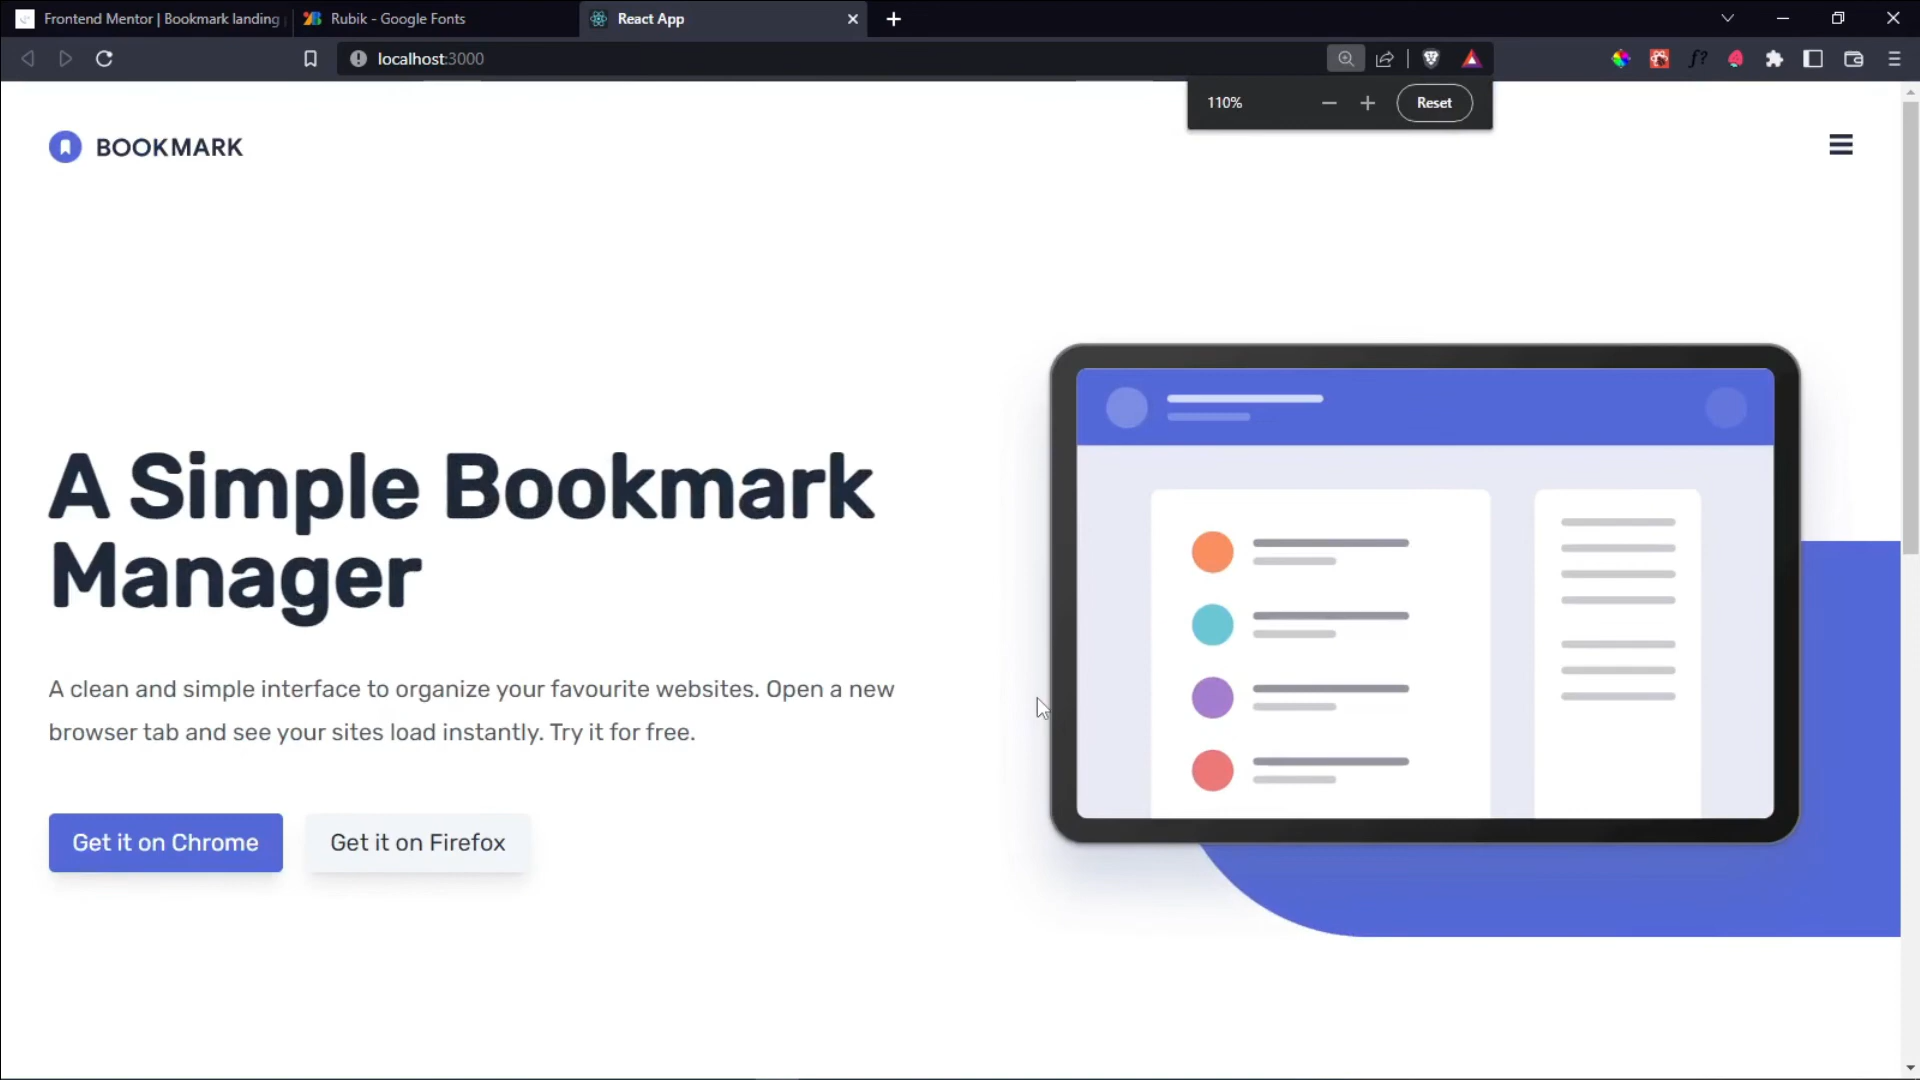 Frontend Mentor | Bookmark landing
Rubik - Google Fonts
React App
localhost:3000
f?
110%
Reset
BOOKMARK
A Simple Bookmark
Manager
A clean and simple interface to organize your favourite websites. Open a new
browser tab and see your sites load instantly. Try it for free.
Get it on Chrome
Get it on Firefox